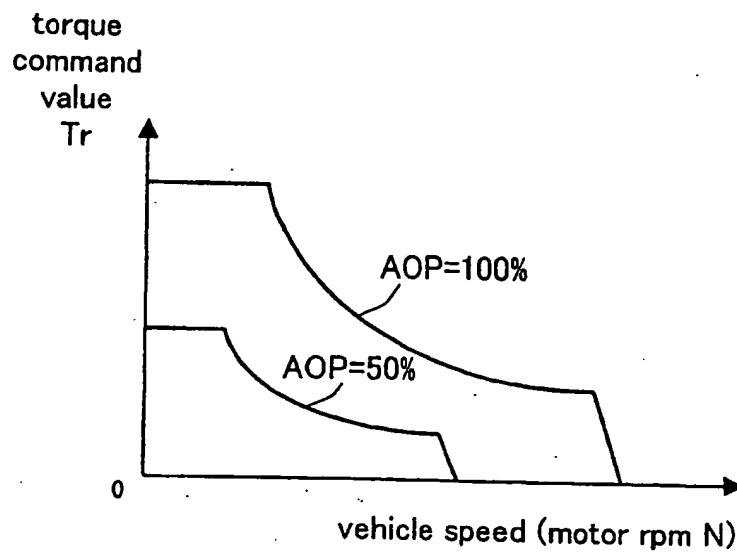 torque
command
value
Tr
AOP=100%
AOP=50%
0
vehicle speed (motor rpm N)